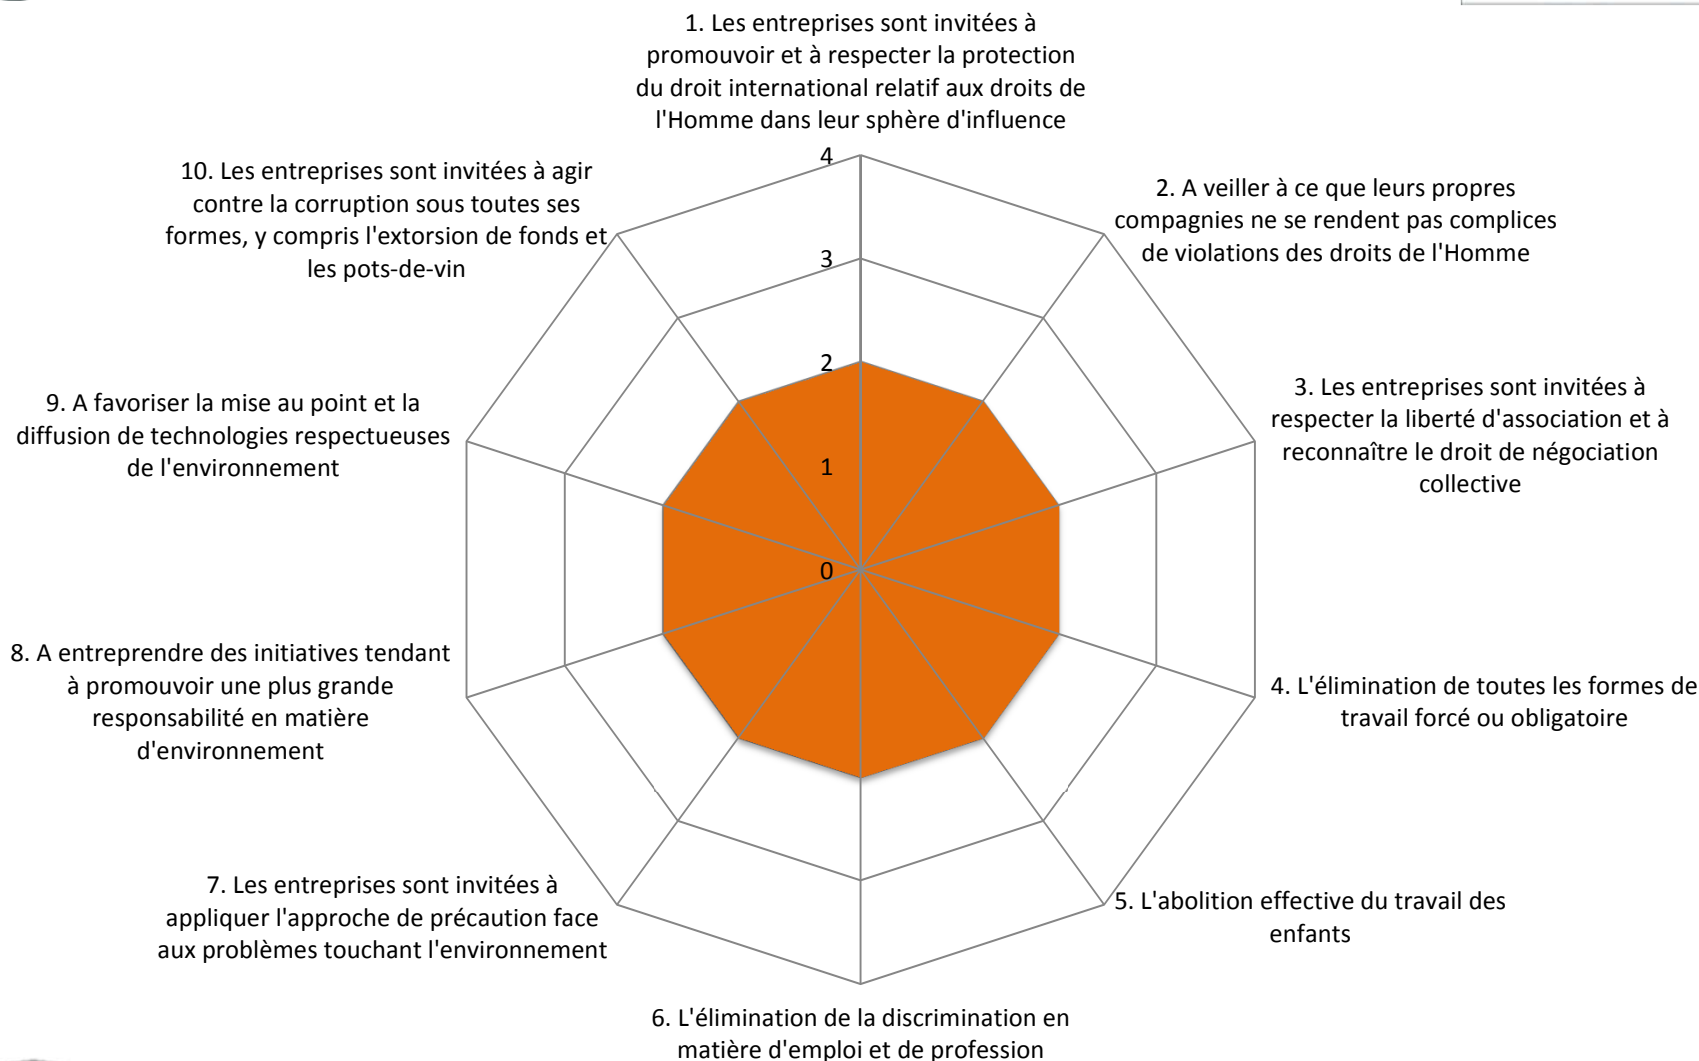 1. Les entreprises sont invitées à
promouvoir et à respecter la protection
du droit international relatif aux droits de
l'Homme dans leur sphère d'influence
2. A veiller à ce que leurs propres
compagnies ne se rendent pas complices
de violations des droits de l'Homme
3. Les entreprises sont invitées à
respecter la liberté d'association et à
reconnaître le droit de négociation
collective
4. L'élimination de toutes les formes de
travail forcé ou obligatoire
5. L'abolition effective du travail des
enfants
6. L'élimination de la discrimination en
matière d'emploi et de profession
7. Les entreprises sont invitées à
appliquer l'approche de précaution face
aux problèmes touchant l'environnement
8. A entreprendre des initiatives tendant
à promouvoir une plus grande
responsabilité en matière
d'environnement
9. A favoriser la mise au point et la
diffusion de technologies respectueuses
de l'environnement
10. Les entreprises sont invitées à agir
contre la corruption sous toutes ses
formes, y compris l'extorsion de fonds et
les pots-de-vin
4
3
2
1
0